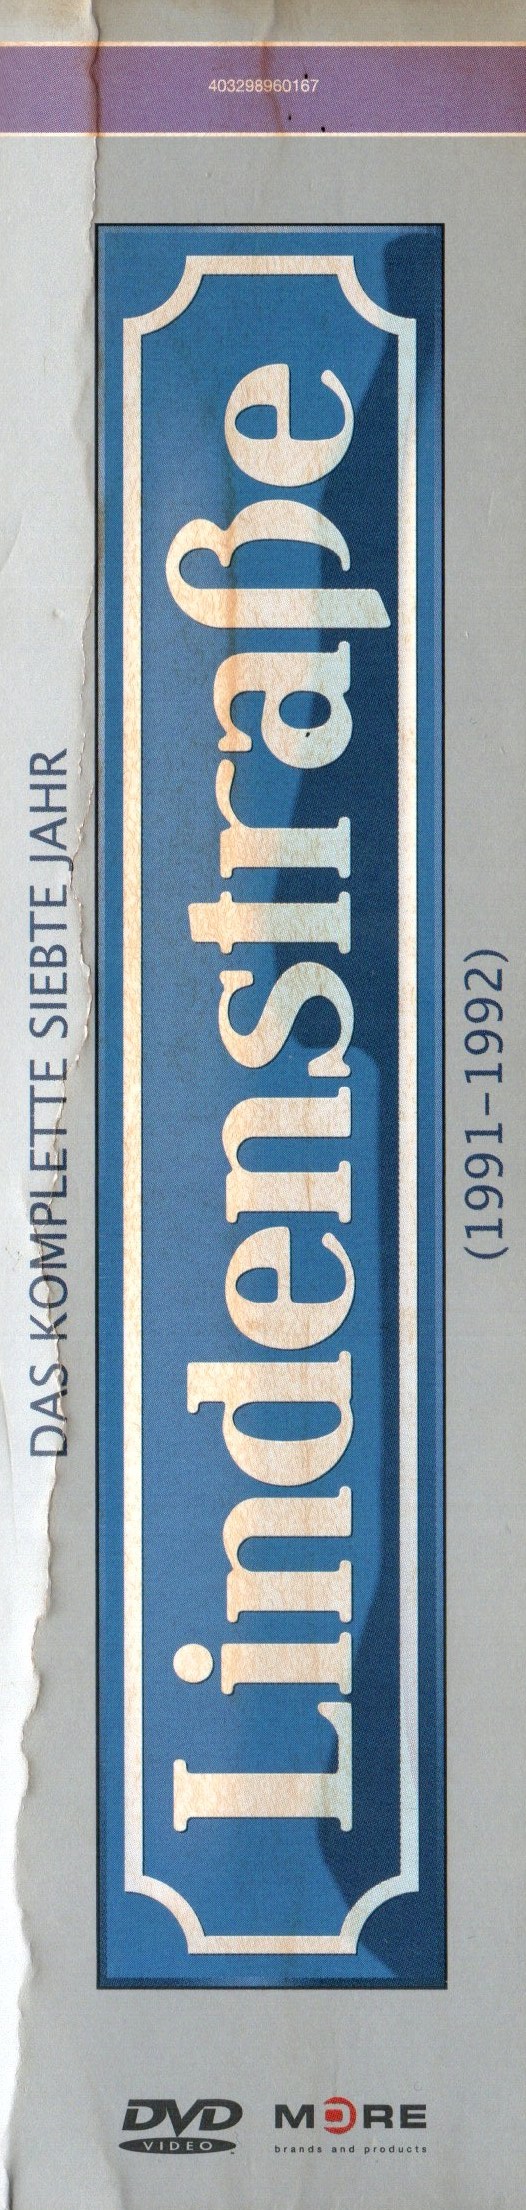 403298960167
DAS KOMPLETTE SIEBTE JAHR
Lindenstraße
(1991–1992)
DVD
VIDEO
MORE
brands and products